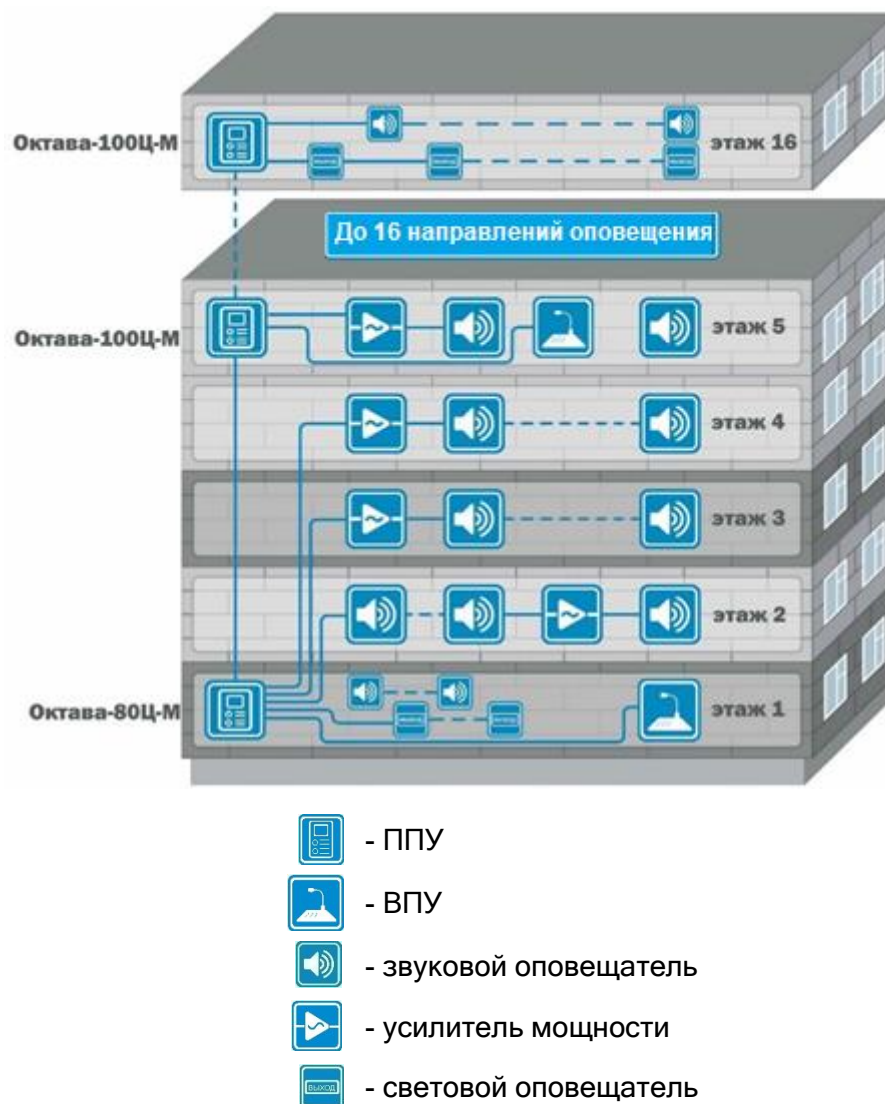 Октава-100Ц-М
этаж 16
До 16 направлений оповещения
Октава-100Ц-М
этаж 5
этаж 4
этаж 3
этаж 2
Октава-80Ц-М
этаж 1
- ППУ
- ВПУ
- звуковой оповещатель
- усилитель мощности
ВЫХОД
- световой оповещатель